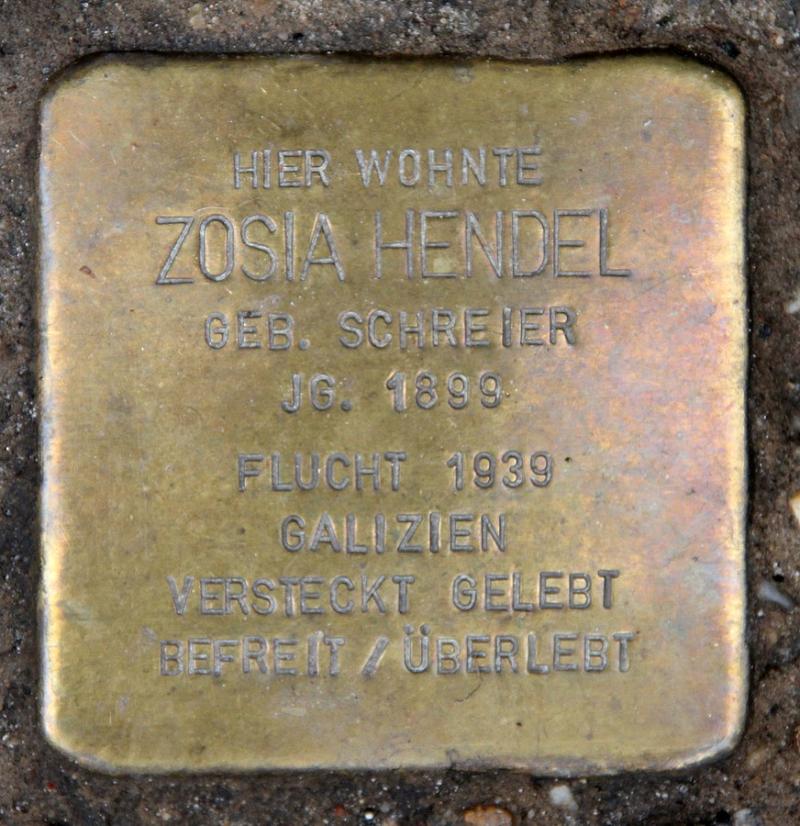 HIER WOHNTE
ZOSIA HENDEL
GEB. SCHREIER
JG. 1899
FLUCHT 1939
GALIZIEN
VERSTECKT GELEBT
BEFREIT / ÜBERLEBT